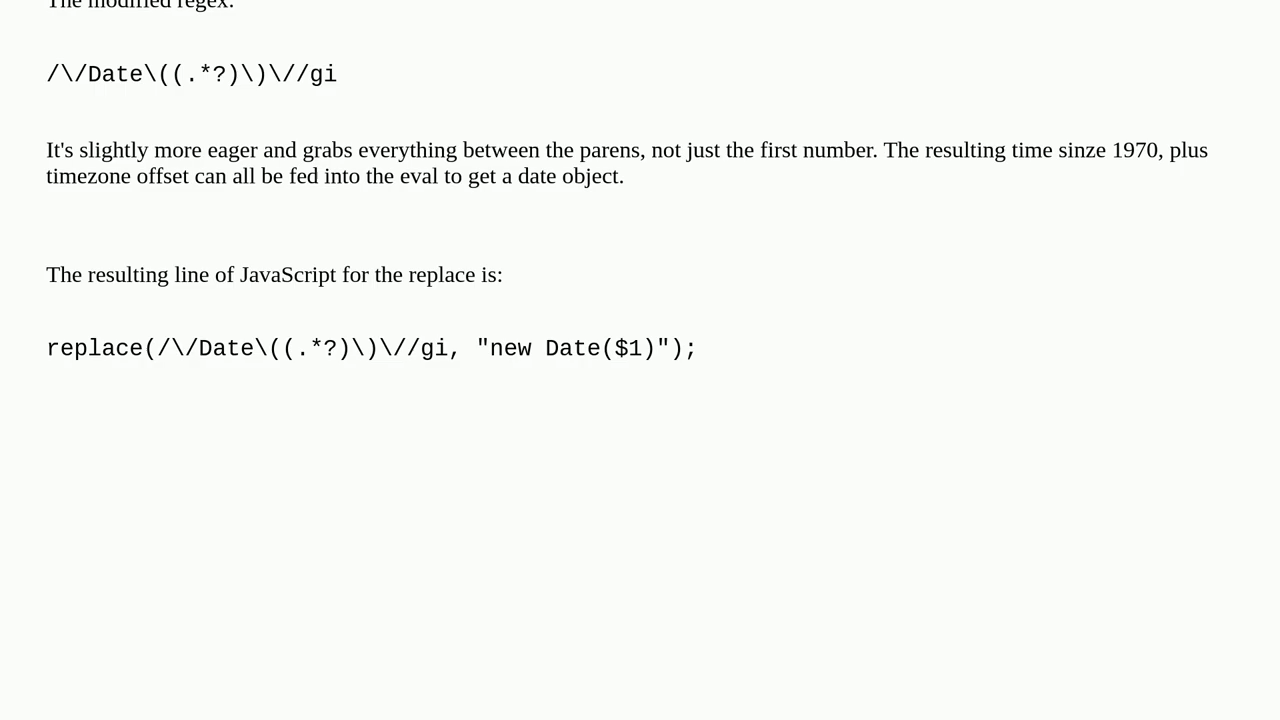 The modified regex:
/\/Date\((.*?)\)\//gi
It's slightly more eager and grabs everything between the parens, not just the first number. The resulting time sinze 1970, plus
timezone offset can all be fed into the eval to get a date object.
The resulting line of JavaScript for the replace is:
replace(/\/Date\((.*?)\)\//gi, "new Date($1)");